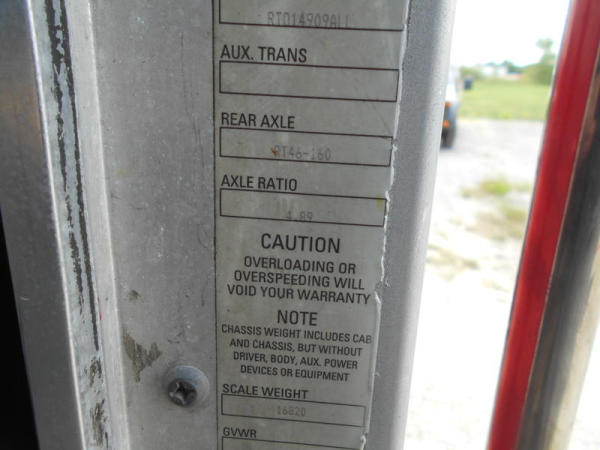 RTO14909ALL
AUX. TRANS
REAR AXLE
RT46-160
AXLE RATIO
4.89
CAUTION
OVERLOADING OR
OVERSPEEDING WILL
VOID YOUR WARRANTY
NOTE
CHASSIS WEIGHT INCLUDES CAB
AND CHASSIS, BUT WITHOUT
DRIVER, BODY, AUX. POWER
DEVICES OR EQUIPMENT
SCALE WEIGHT
16820
GVWR